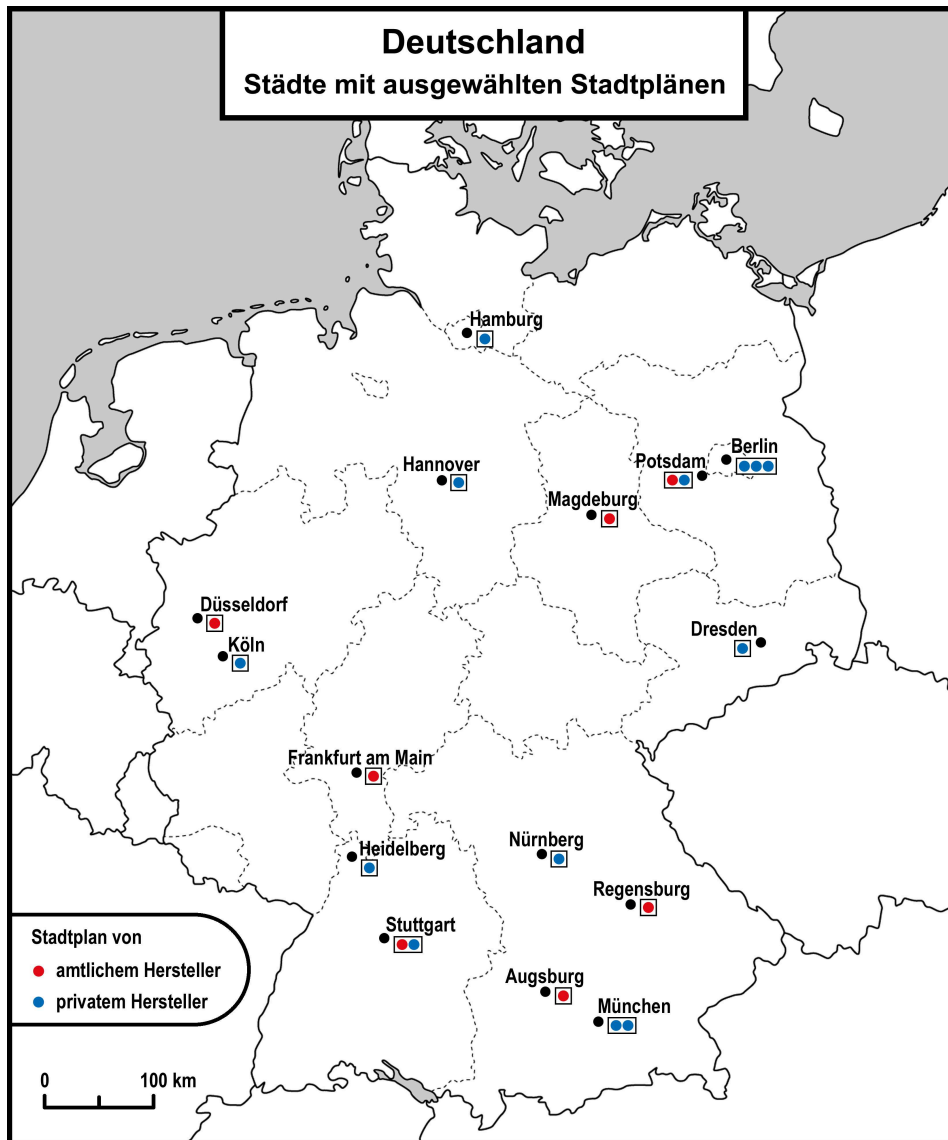 Deutschland
Städte mit ausgewählten Stadtplänen
Hamburg
Berlin
Potsdam
Hannover
Magdeburg
Düsseldorf
Köln
Dresden
Frankfurt am Main
Nürnberg
Heidelberg
Regensburg
Stuttgart
Augsburg
München
Stadtplan von
amtlichem Hersteller
privatem Hersteller
0 100 km